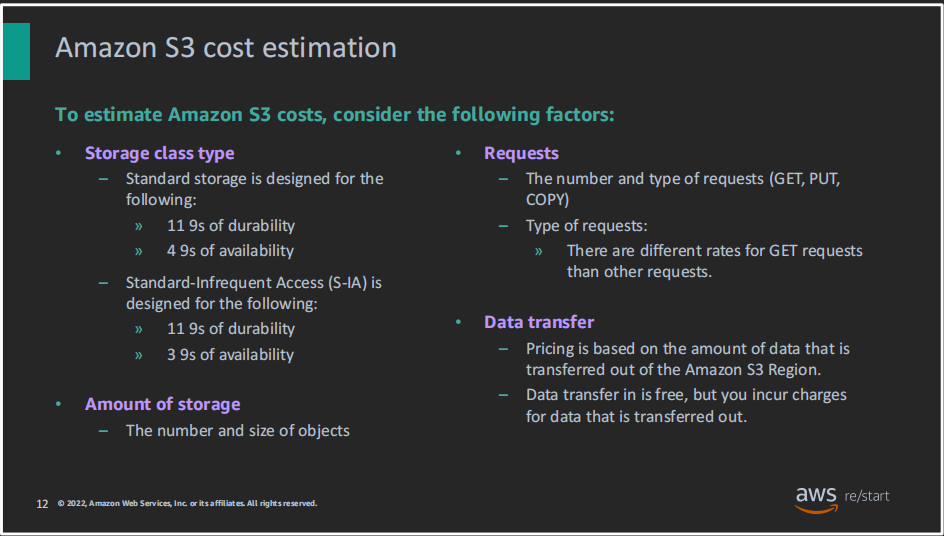 Amazon S3 cost estimation
To estimate Amazon S3 costs, consider the following factors:
• Storage class type
– Standard storage is designed for the
following:
» 11 9s of durability
» 4 9s of availability
– Standard-Infrequent Access (S-IA) is
designed for the following:
» 11 9s of durability
» 3 9s of availability
• Amount of storage
– The number and size of objects
• Requests
– The number and type of requests (GET, PUT,
COPY)
– Type of requests:
» There are different rates for GET requests
than other requests.
• Data transfer
– Pricing is based on the amount of data that is
transferred out of the Amazon S3 Region.
– Data transfer in is free, but you incur charges
for data that is transferred out.
12 © 2022, Amazon Web Services, Inc. or its affiliates. All rights reserved.
aws re/start